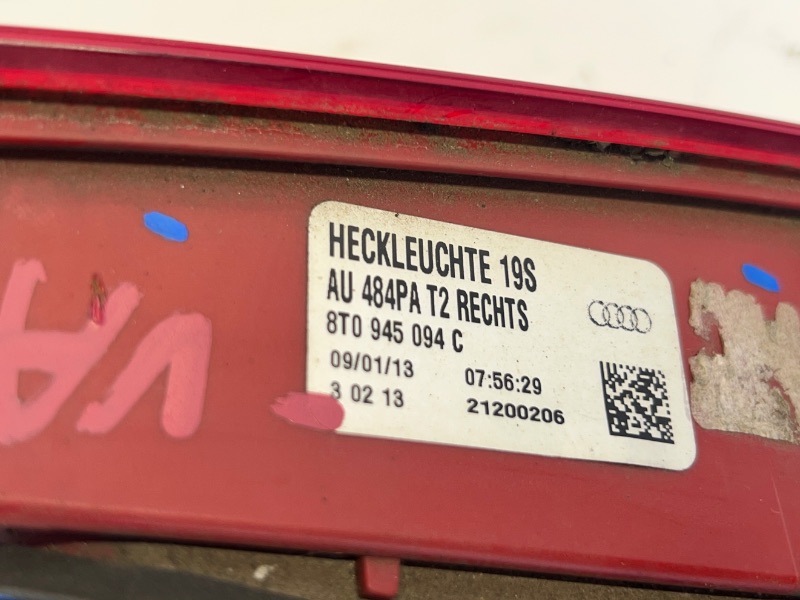 HECKLEUCHTE 19S
AU 484PA T2 RECHTS
8T0 945 094 C
09/01/13 07:56:29
3 02 13 21200206
VA